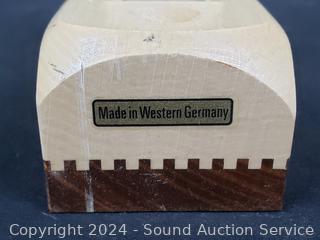 Made in Western Germany
Copyright © 2024 - Sound Auction Service